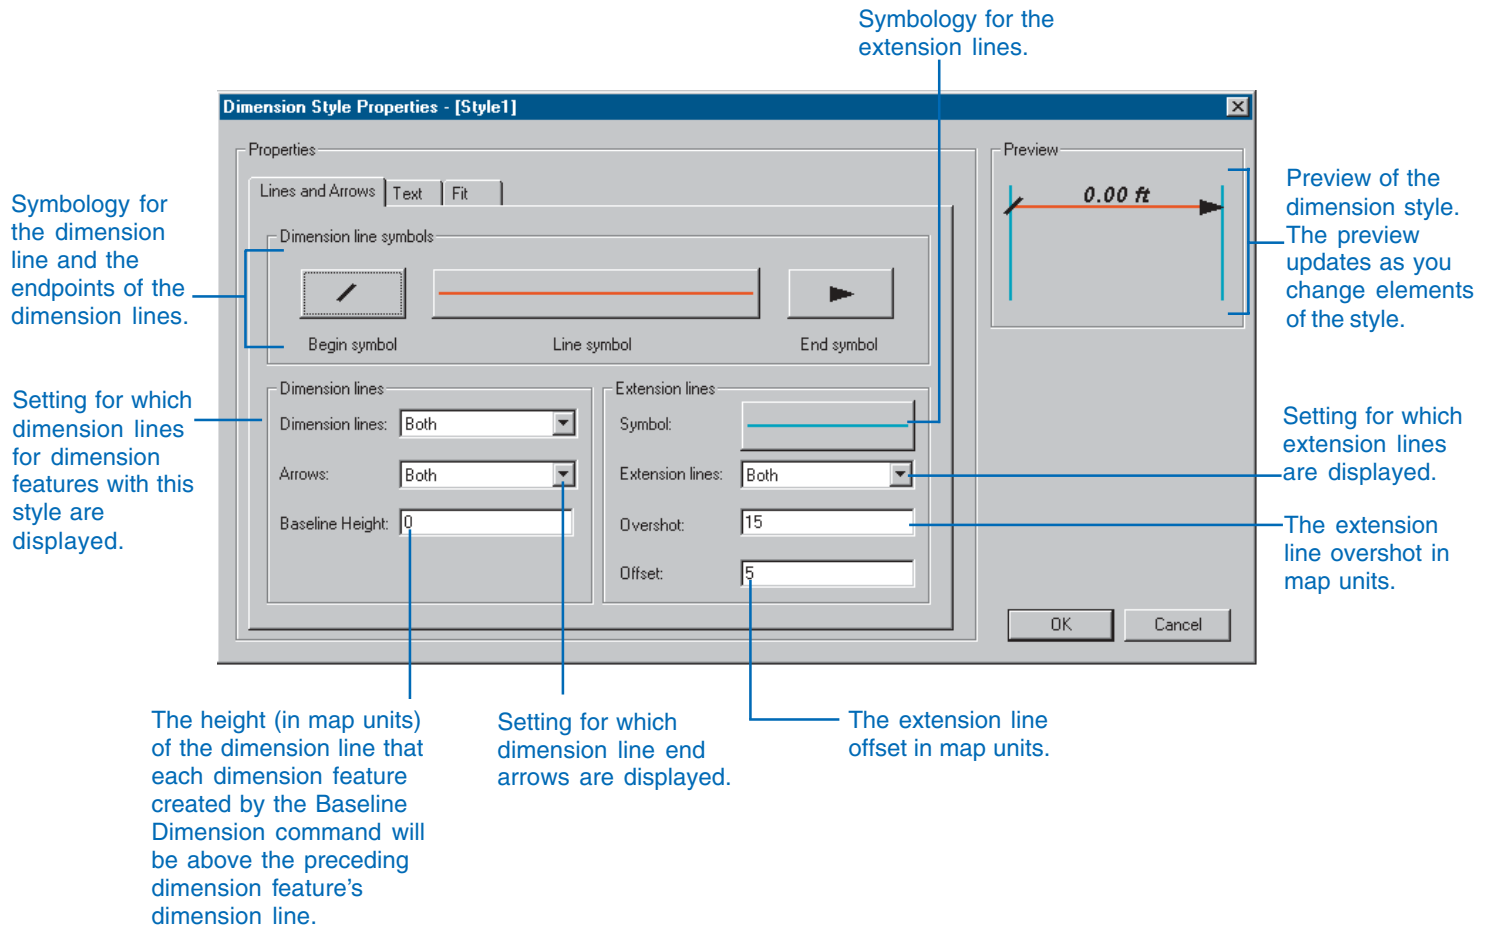 Symbology for the
extension lines.
Dimension Style Properties - [Style1]
Properties
Lines and Arrows
Text
Fit
Dimension line symbols
Begin symbol
Line symbol
End symbol
Dimension lines
Dimension lines: Both
Arrows: Both
Baseline Height: 0
Extension lines
Symbol:
Extension lines: Both
Overshot: 15
Offset: 5
Preview
0.00 ft
OK
Cancel
Symbology for
the dimension
line and the
endpoints of the
dimension lines.
Setting for which
dimension lines
for dimension
features with this
style are
displayed.
Preview of the
dimension style.
The preview
updates as you
change elements
of the style.
Setting for which
extension lines
are displayed.
The extension
line overshot in
map units.
The height (in map units)
of the dimension line that
each dimension feature
created by the Baseline
Dimension command will
be above the preceding
dimension feature's
dimension line.
Setting for which
dimension line end
arrows are displayed.
The extension line
offset in map units.